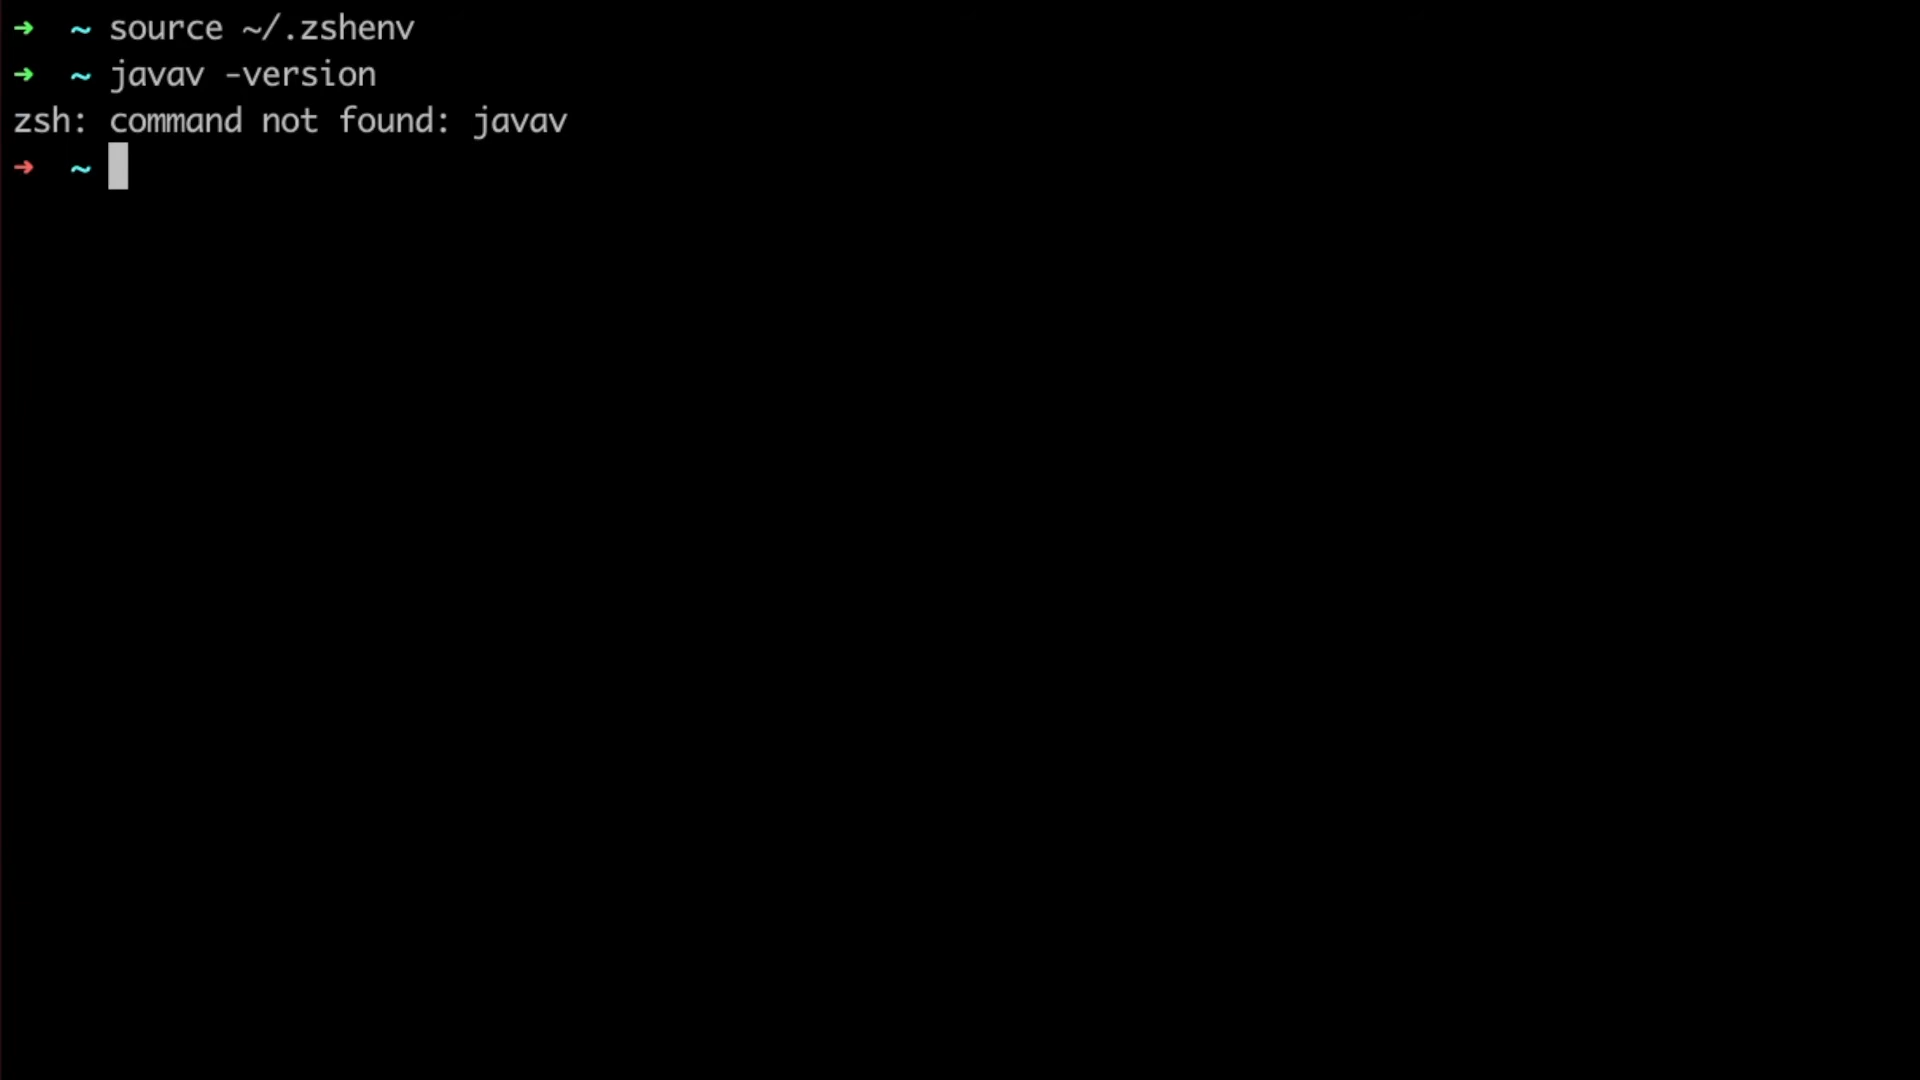 ➜  ~ source ~/.zshenv
➜  ~ javav -version
zsh: command not found: javav
➜  ~